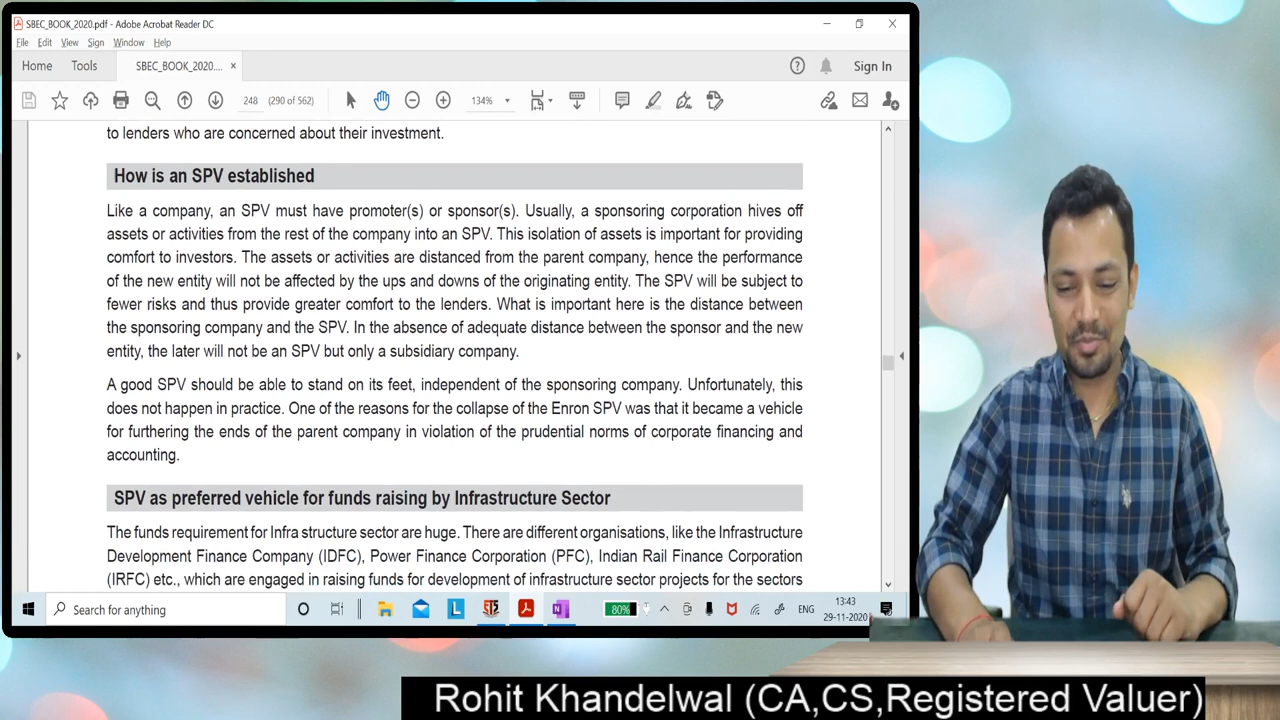 SBEC_BOOK_2020.pdf - Adobe Acrobat Reader DC
File Edit View Sign Window Help
Home Tools SBEC_BOOK_2020.... × Sign In
248 (290 of 562) 134%
to lenders who are concerned about their investment.
How is an SPV established
Like a company, an SPV must have promoter(s) or sponsor(s). Usually, a sponsoring corporation hives off
assets or activities from the rest of the company into an SPV. This isolation of assets is important for providing
comfort to investors. The assets or activities are distanced from the parent company, hence the performance
of the new entity will not be affected by the ups and downs of the originating entity. The SPV will be subject to
fewer risks and thus provide greater comfort to the lenders. What is important here is the distance between
the sponsoring company and the SPV. In the absence of adequate distance between the sponsor and the new
entity, the later will not be an SPV but only a subsidiary company.
A good SPV should be able to stand on its feet, independent of the sponsoring company. Unfortunately, this
does not happen in practice. One of the reasons for the collapse of the Enron SPV was that it became a vehicle
for furthering the ends of the parent company in violation of the prudential norms of corporate financing and
accounting.
SPV as preferred vehicle for funds raising by Infrastructure Sector
The funds requirement for Infra structure sector are huge. There are different organisations, like the Infrastructure
Development Finance Company (IDFC), Power Finance Corporation (PFC), Indian Rail Finance Corporation
(IRFC) etc., which are engaged in raising funds for development of infrastructure sector projects for the sectors
Search for anything 80% ENG 13:43
29-11-2020
Rohit Khandelwal (CA,CS,Registered Valuer)